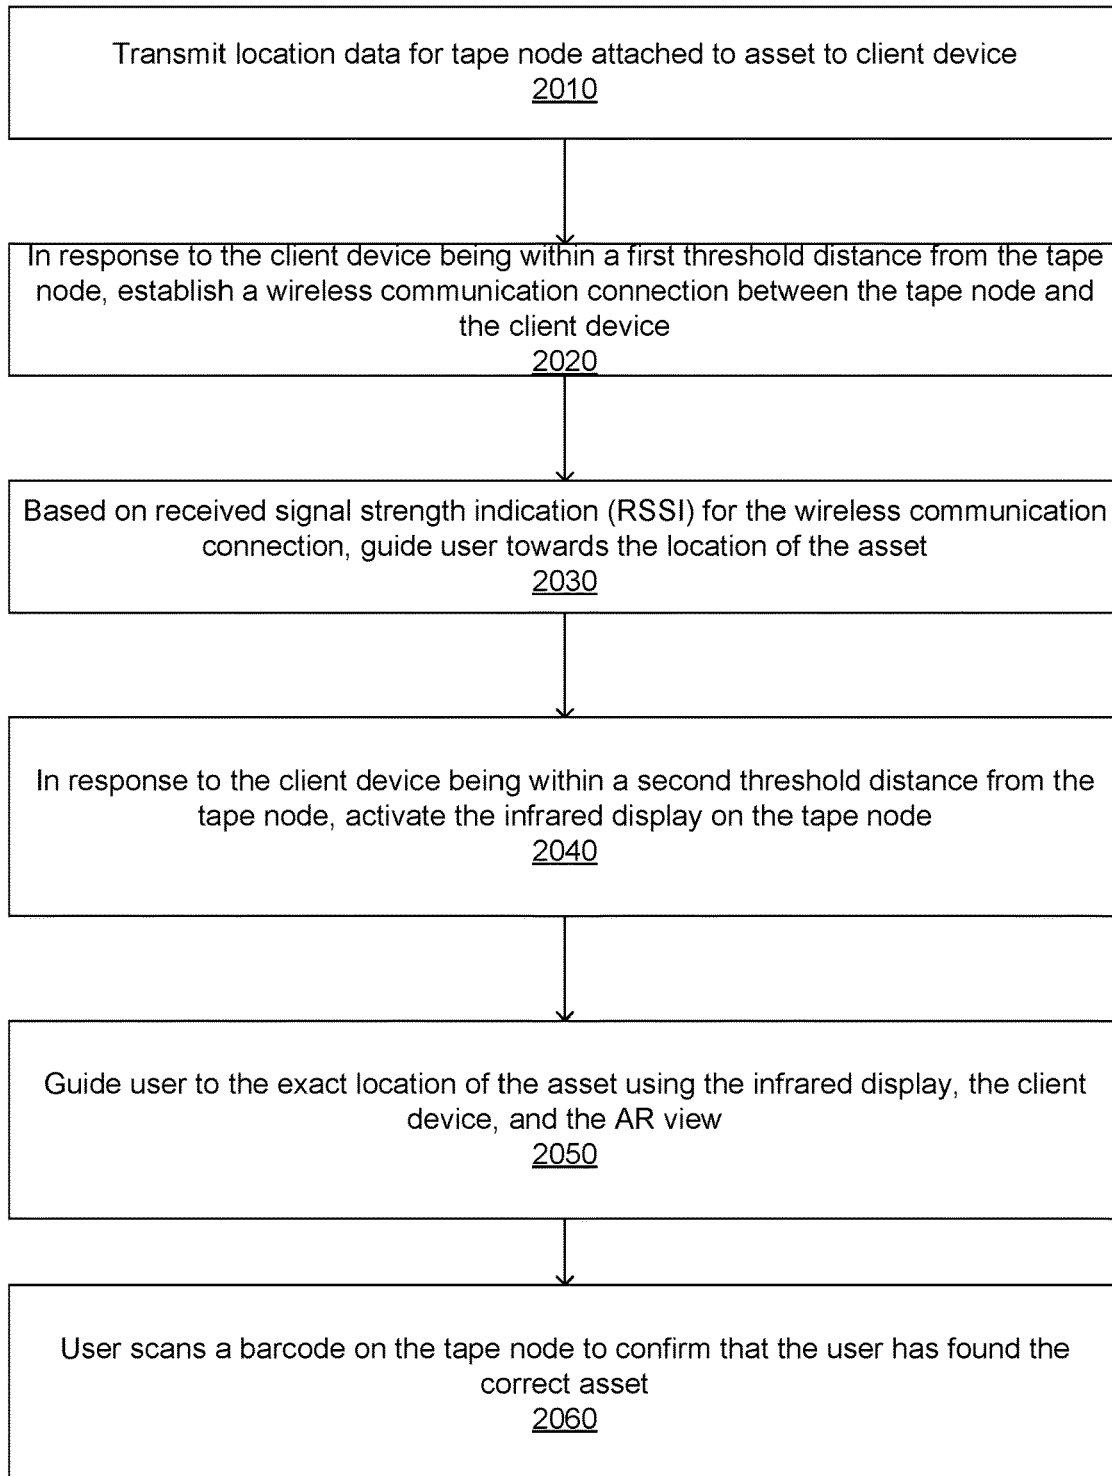 Transmit location data for tape node attached to asset to client device
2010
In response to the client device being within a first threshold distance from the tape
node, establish a wireless communication connection between the tape node and
the client device
2020
Based on received signal strength indication (RSSI) for the wireless communication
connection, guide user towards the location of the asset
2030
In response to the client device being within a second threshold distance from the
tape node, activate the infrared display on the tape node
2040
Guide user to the exact location of the asset using the infrared display, the client
device, and the AR view
2050
User scans a barcode on the tape node to confirm that the user has found the
correct asset
2060